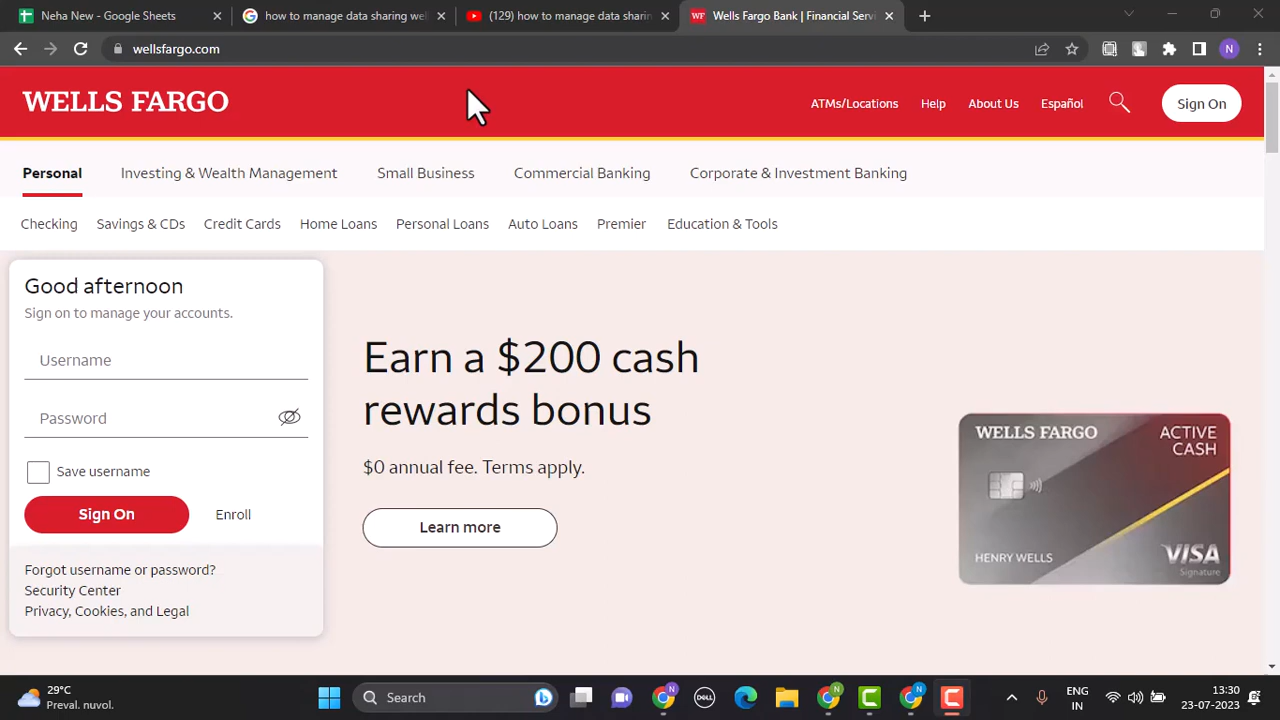 Neha New - Google Sheets
how to manage data sharing wel
(129) how to manage data sharin
WF Wells Fargo Bank | Financial Servi
wellsfargo.com
N
WELLS FARGO
ATMs/Locations Help About Us Español Sign On
Personal Investing & Wealth Management Small Business Commercial Banking Corporate & Investment Banking
Checking Savings & CDs Credit Cards Home Loans Personal Loans Auto Loans Premier Education & Tools
Good afternoon
Sign on to manage your accounts.
Username
Password
Save username
Sign On Enroll
Forgot username or password?
Security Center
Privacy, Cookies, and Legal
Earn a $200 cash
rewards bonus
$0 annual fee. Terms apply.
Learn more
WELLS FARGO ACTIVE
CASH
HENRY WELLS
VISA
Signature
29°C
Preval. nuvol.
Search
DELL
ENG
IN
13:30
23-07-2023